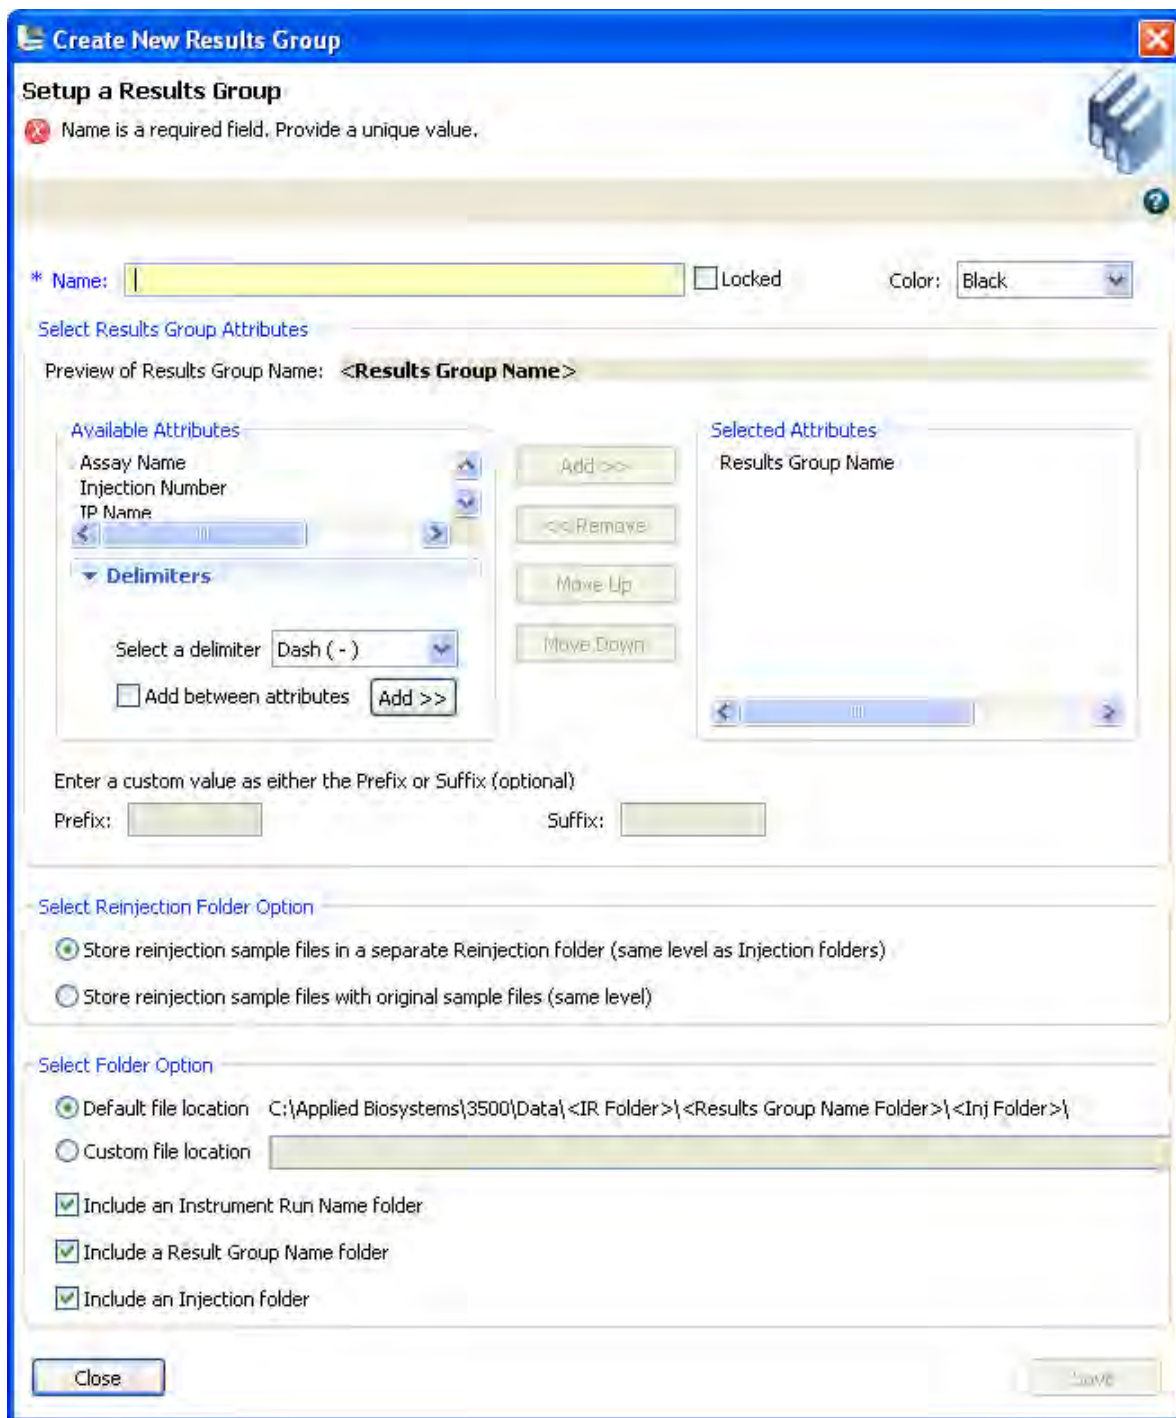 Create New Results Group
Setup a Results Group
Name is a required field. Provide a unique value.
* Name: Locked Color: Black
Select Results Group Attributes
Preview of Results Group Name: <Results Group Name>
Available Attributes Selected Attributes
Assay Name Add >> Results Group Name
Injection Number
IP Name << Remove
Delimiters Move Up
Select a delimiter Dash ( - ) Move Down
Add between attributes Add >>
Enter a custom value as either the Prefix or Suffix (optional)
Prefix: Suffix:
Select Reinjection Folder Option
Store reinjection sample files in a separate Reinjection folder (same level as Injection folders)
Store reinjection sample files with original sample files (same level)
Select Folder Option
Default file location C:\Applied Biosystems\3500\Data\<IR Folder>\<Results Group Name Folder>\<Inj Folder>\
Custom file location
Include an Instrument Run Name folder
Include a Result Group Name folder
Include an Injection folder
Close Save